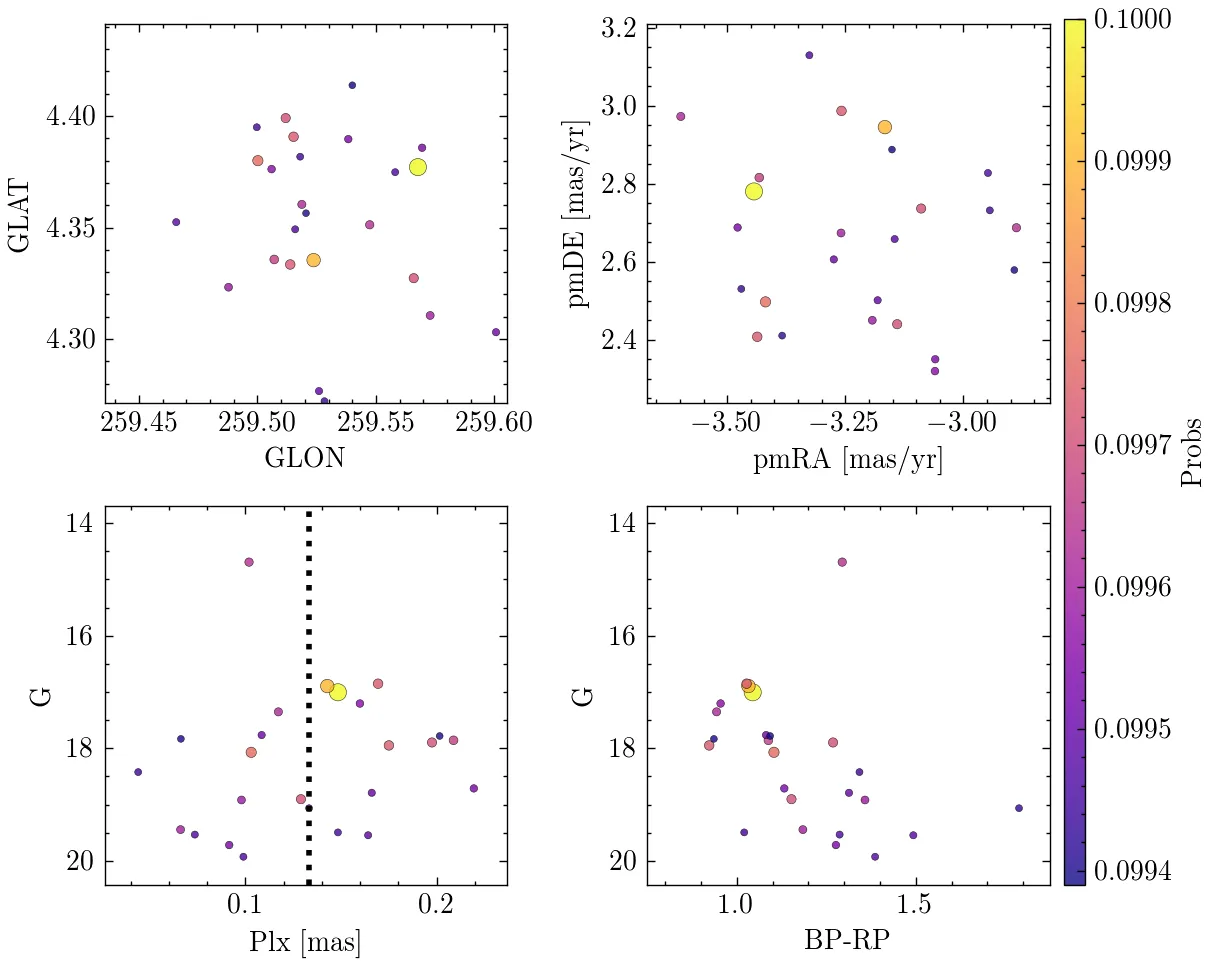 4.40
4.35
4.30
GLAT
259.45 259.50 259.55 259.60
GLON
3.2
3.0
2.8
2.6
2.4
pmDE [mas/yr]
−3.50 −3.25 −3.00
pmRA [mas/yr]
0.1000
0.0999
0.0998
0.0997
0.0996
0.0995
0.0994
Probs
14
16
18
20
G
0.1 0.2
Plx [mas]
14
16
18
20
G
1.0 1.5
BP-RP